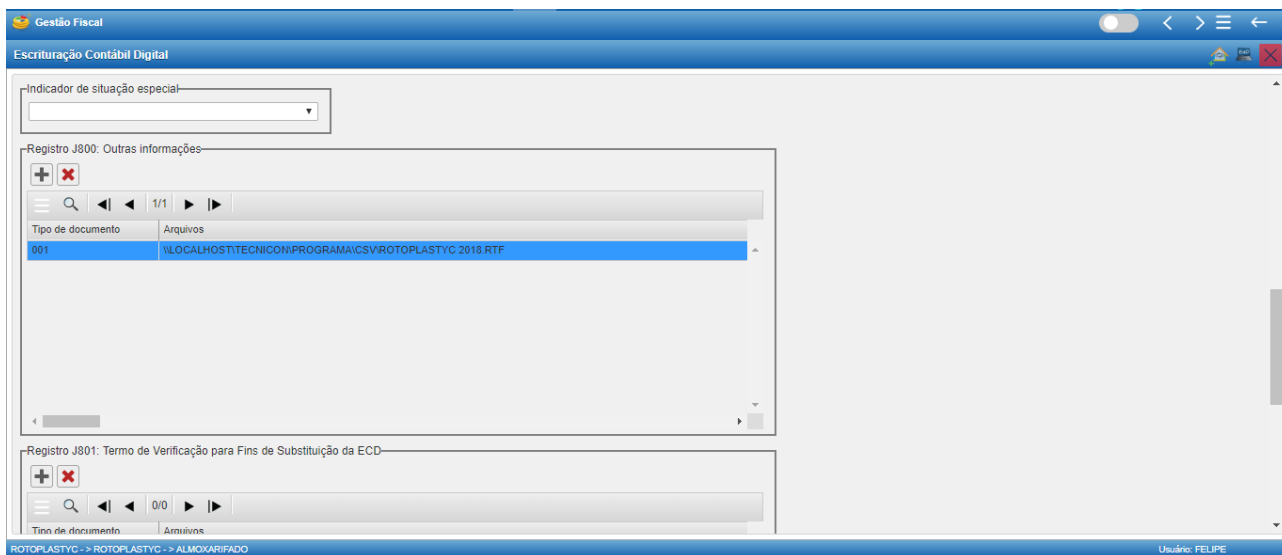 Gestão Fiscal
Escrituração Contábil Digital
Indicador de situação especial
Registro J800: Outras informações
1/1
Tipo de documento Arquivos
001 \\LOCALHOST\TECNICON\PROGRAMA\CSV\ROTOPLASTYC 2018.RTF
Registro J801: Termo de Verificação para Fins de Substituição da ECD
0/0
Tipo de documento Arquivos
ROTOPLASTYC - > ROTOPLASTYC - > ALMOXARIFADO Usuário: FELIPE